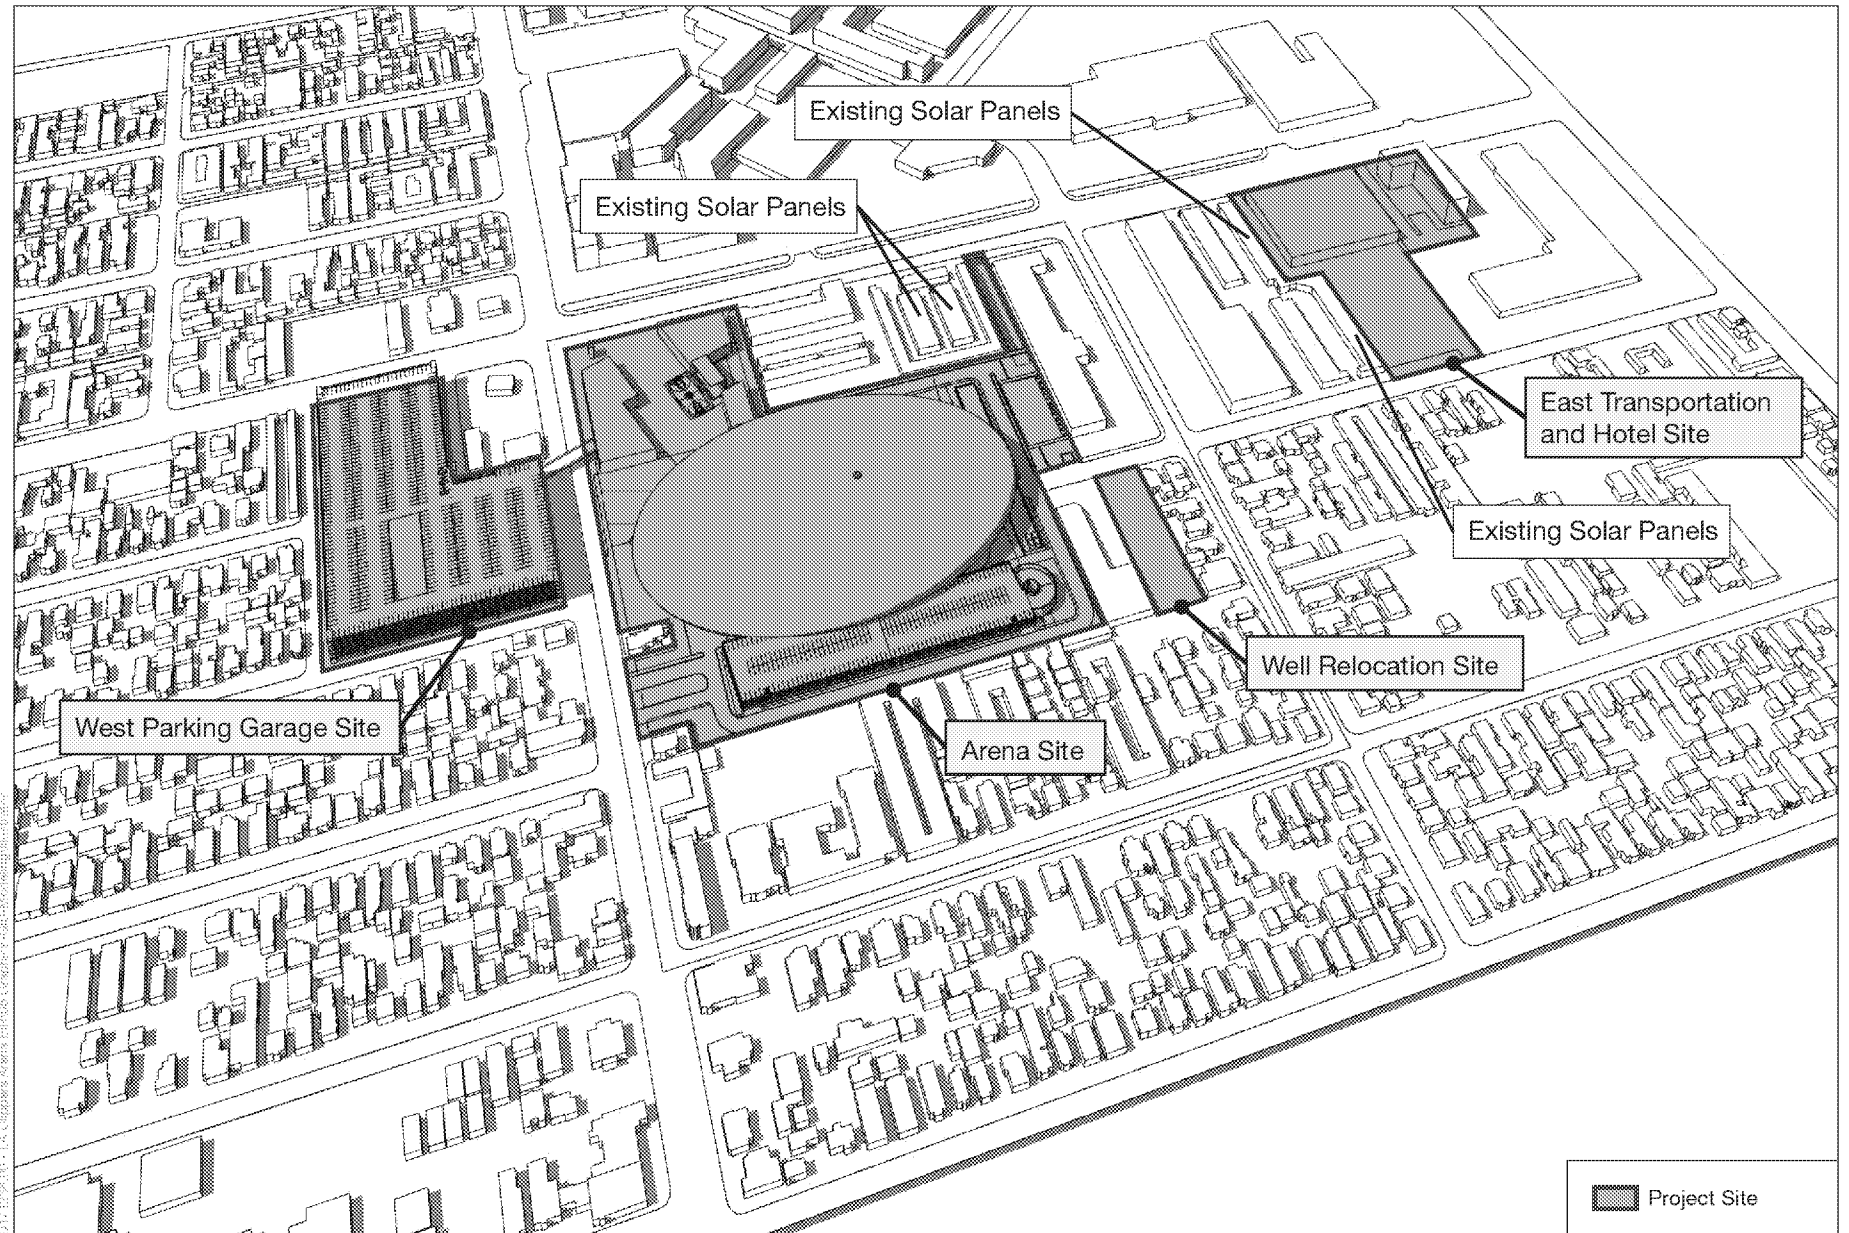 Existing Solar Panels
Existing Solar Panels
East Transportation
and Hotel Site
Existing Solar Panels
Well Relocation Site
West Parking Garage Site
Arena Site
Project Site